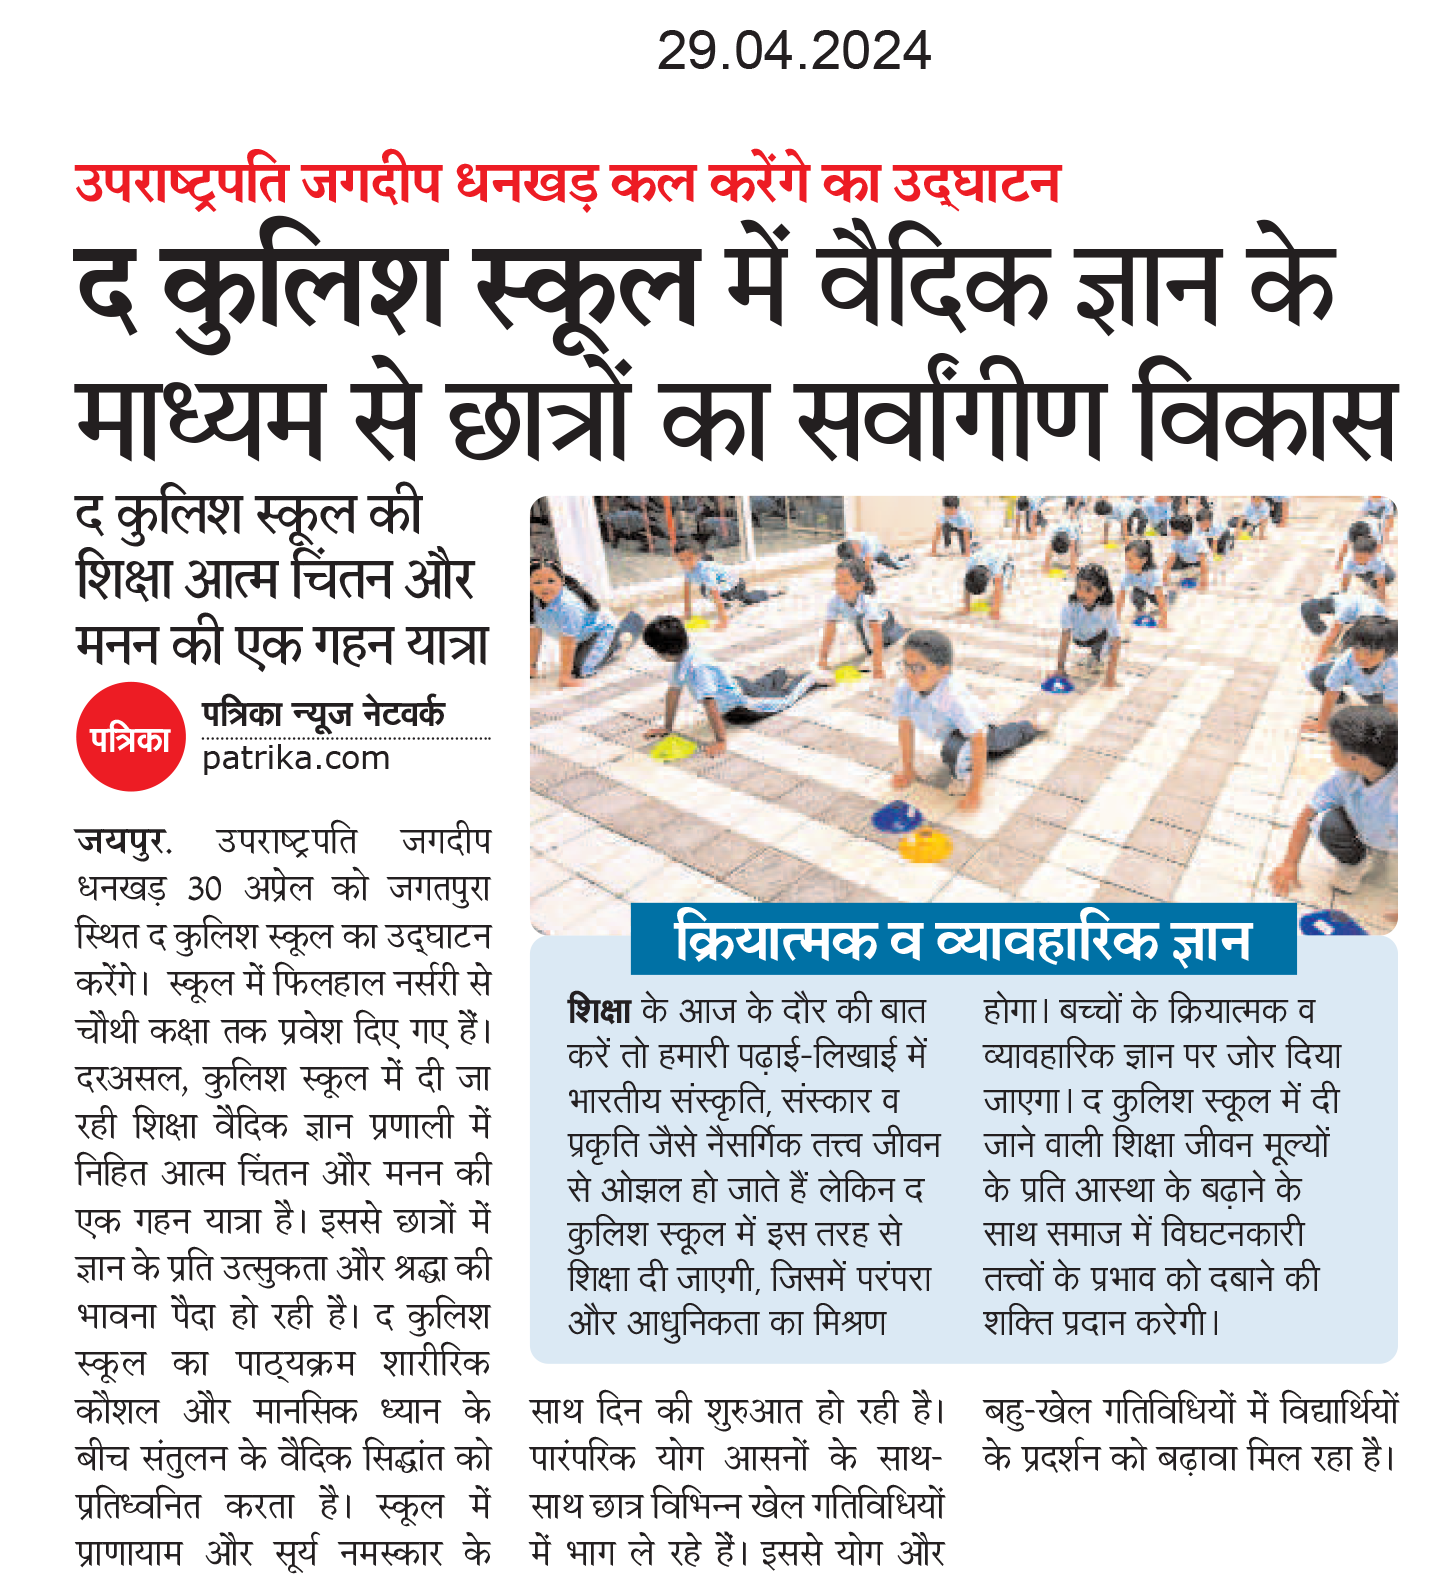 29.04.2024
उपराष्ट्रपति जगदीप धनखड़ कल करेंगे का उद्‌घाटन
द कुलिश स्कूल में वैदिक ज्ञान के
माध्यम से छात्रों का सर्वांगीण विकास
द कुलिश स्कूल की
शिक्षा आत्म चिंतन और
मनन की एक गहन यात्रा
पत्रिका
पत्रिका न्यूज नेटवर्क
patrika.com
जयपुर. उपराष्ट्रपति जगदीप
धनखड़ 30 अप्रेल को जगतपुरा
स्थित द कुलिश स्कूल का उद्‌घाटन
करेंगे। स्कूल में फिलहाल नर्सरी से
चौथी कक्षा तक प्रवेश दिए गए हैं।
दरअसल, कुलिश स्कूल में दी जा
रही शिक्षा वैदिक ज्ञान प्रणाली में
निहित आत्म चिंतन और मनन की
एक गहन यात्रा है। इससे छात्रों में
ज्ञान के प्रति उत्सुकता और श्रद्धा की
भावना पैदा हो रही है। द कुलिश
स्कूल का पाठ्यक्रम शारीरिक
कौशल और मानसिक ध्यान के
बीच संतुलन के वैदिक सिद्धांत को
प्रतिध्वनित करता है। स्कूल में
प्राणायाम और सूर्य नमस्कार के
साथ दिन की शुरुआत हो रही है।
पारंपरिक योग आसनों के साथ-
साथ छात्र विभिन्न खेल गतिविधियों
में भाग ले रहे हैं। इससे योग और
बहु-खेल गतिविधियों में विद्यार्थियों
के प्रदर्शन को बढ़ावा मिल रहा है।
क्रियात्मक व व्यावहारिक ज्ञान
शिक्षा के आज के दौर की बात
करें तो हमारी पढ़ाई-लिखाई में
भारतीय संस्कृति, संस्कार व
प्रकृति जैसे नैसर्गिक तत्त्व जीवन
से ओझल हो जाते हैं लेकिन द
कुलिश स्कूल में इस तरह से
शिक्षा दी जाएगी, जिसमें परंपरा
और आधुनिकता का मिश्रण
होगा। बच्चों के क्रियात्मक व
व्यावहारिक ज्ञान पर जोर दिया
जाएगा। द कुलिश स्कूल में दी
जाने वाली शिक्षा जीवन मूल्यों
के प्रति आस्था के बढ़ाने के
साथ समाज में विघटनकारी
तत्त्वों के प्रभाव को दबाने की
शक्ति प्रदान करेगी।